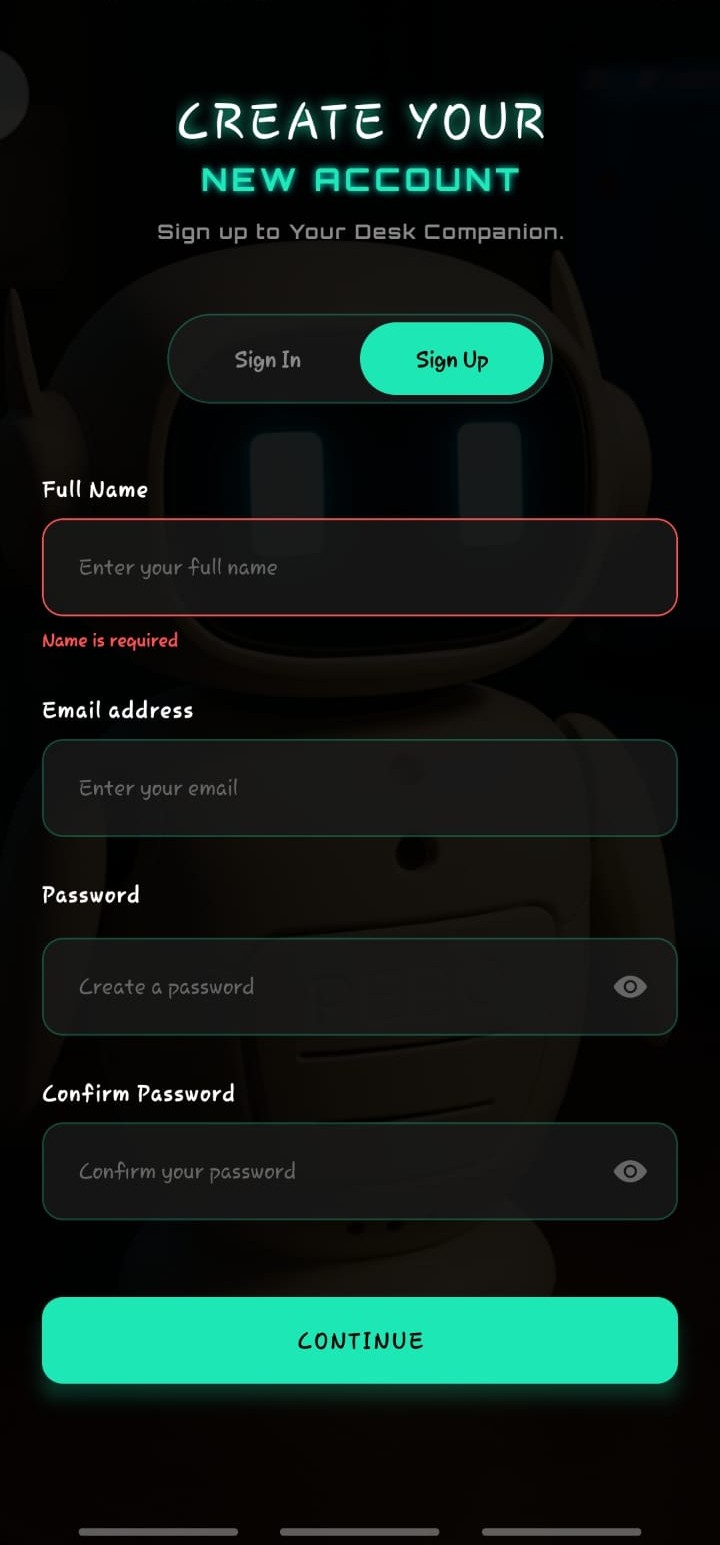 CREATE YOUR
NEW ACCOUNT
Sign up to Your Desk Companion.
Sign In
Sign Up
Full Name
Enter your full name
Name is required
Email address
Enter your email
Password
Create a password
Confirm Password
Confirm your password
CONTINUE